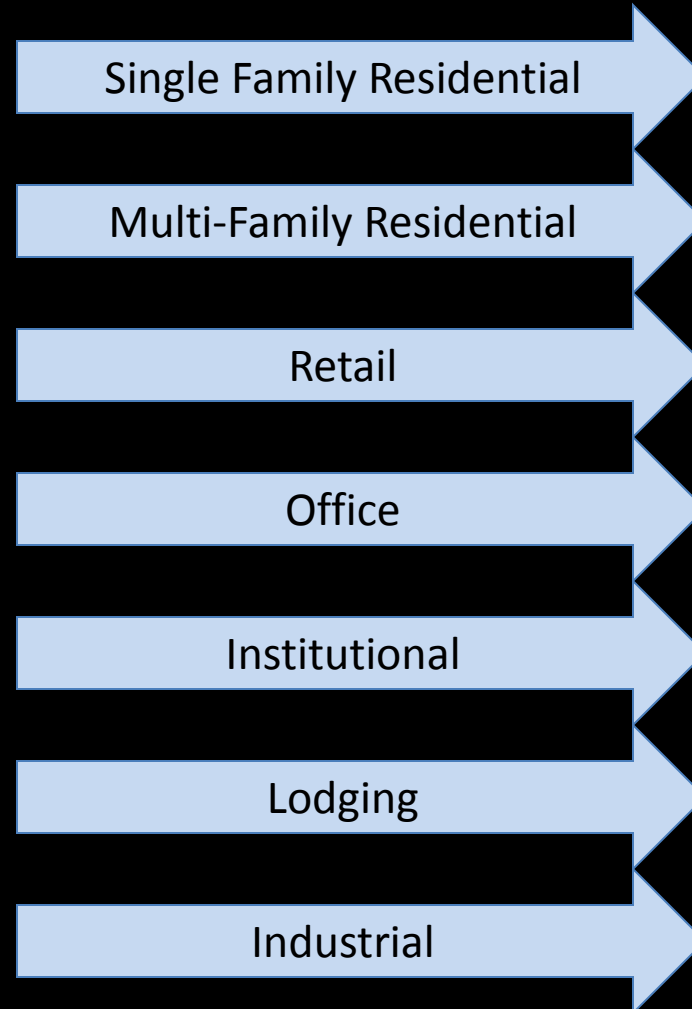 Single Family Residential
Multi-Family Residential
Retail
Office
Institutional
Lodging
Industrial